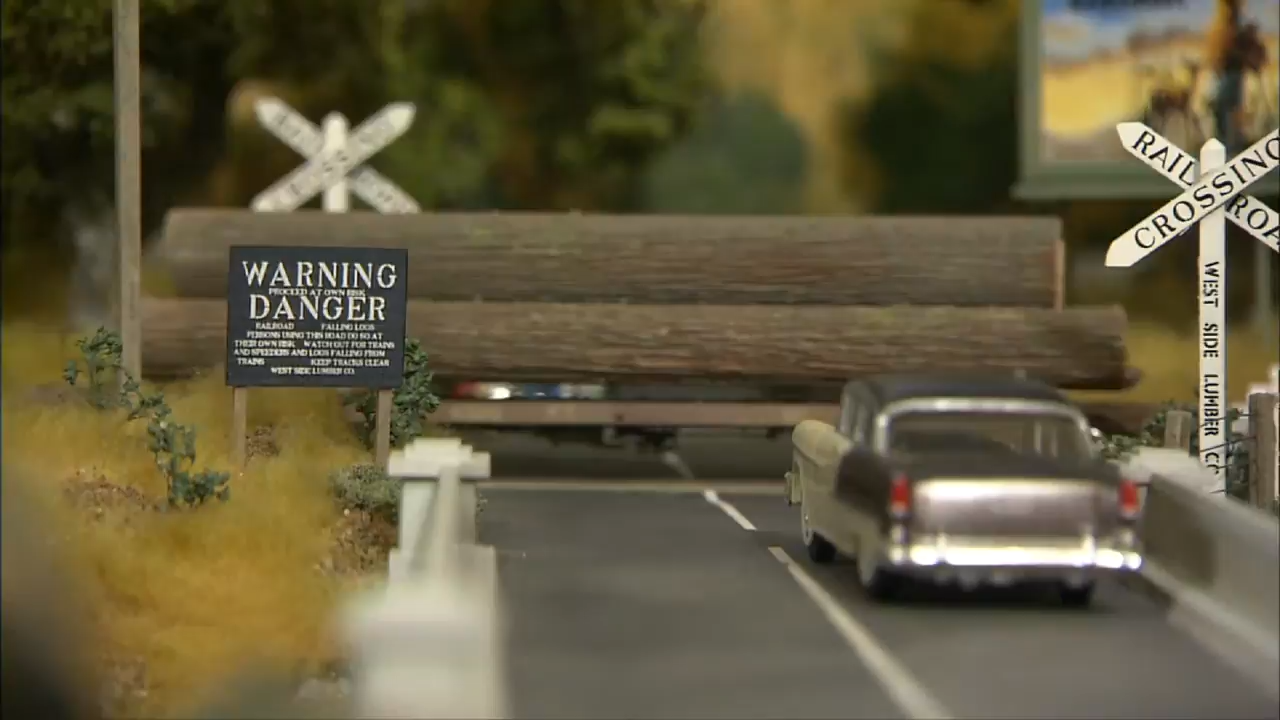 WARNING
PROCEED AT OWN RISK
DANGER
RAILROAD FALLING LOGS
PERSONS USING THIS ROAD DO SO AT
THEIR OWN RISK WATCH OUT FOR TRAINS
AND SPEEDERS AND LOGS FALLING FROM
TRAINS KEEP TRACKS CLEAR
WEST SIDE LUMBER CO.
RAIL
CROSSING
ROA
WEST SIDE LUMBER CO